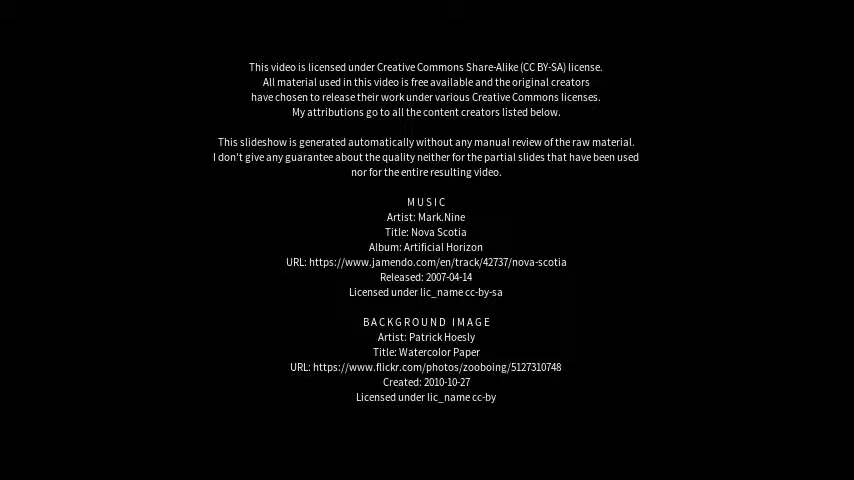 This video is licensed under Creative Commons Share-Alike (CC BY-SA) license.
All material used in this video is free available and the original creators
have chosen to release their work under various Creative Commons licenses.
My attributions go to all the content creators listed below.
This slideshow is generated automatically without any manual review of the raw material.
I don't give any guarantee about the quality neither for the partial slides that have been used
nor for the entire resulting video.
M U S I C
Artist: Mark.Nine
Title: Nova Scotia
Album: Artificial Horizon
URL: https://www.jamendo.com/en/track/42737/nova-scotia
Released: 2007-04-14
Licensed under lic_name cc-by-sa
B A C K G R O U N D   I M A G E
Artist: Patrick Hoesly
Title: Watercolor Paper
URL: https://www.flickr.com/photos/zooboing/5127310748
Created: 2010-10-27
Licensed under lic_name cc-by